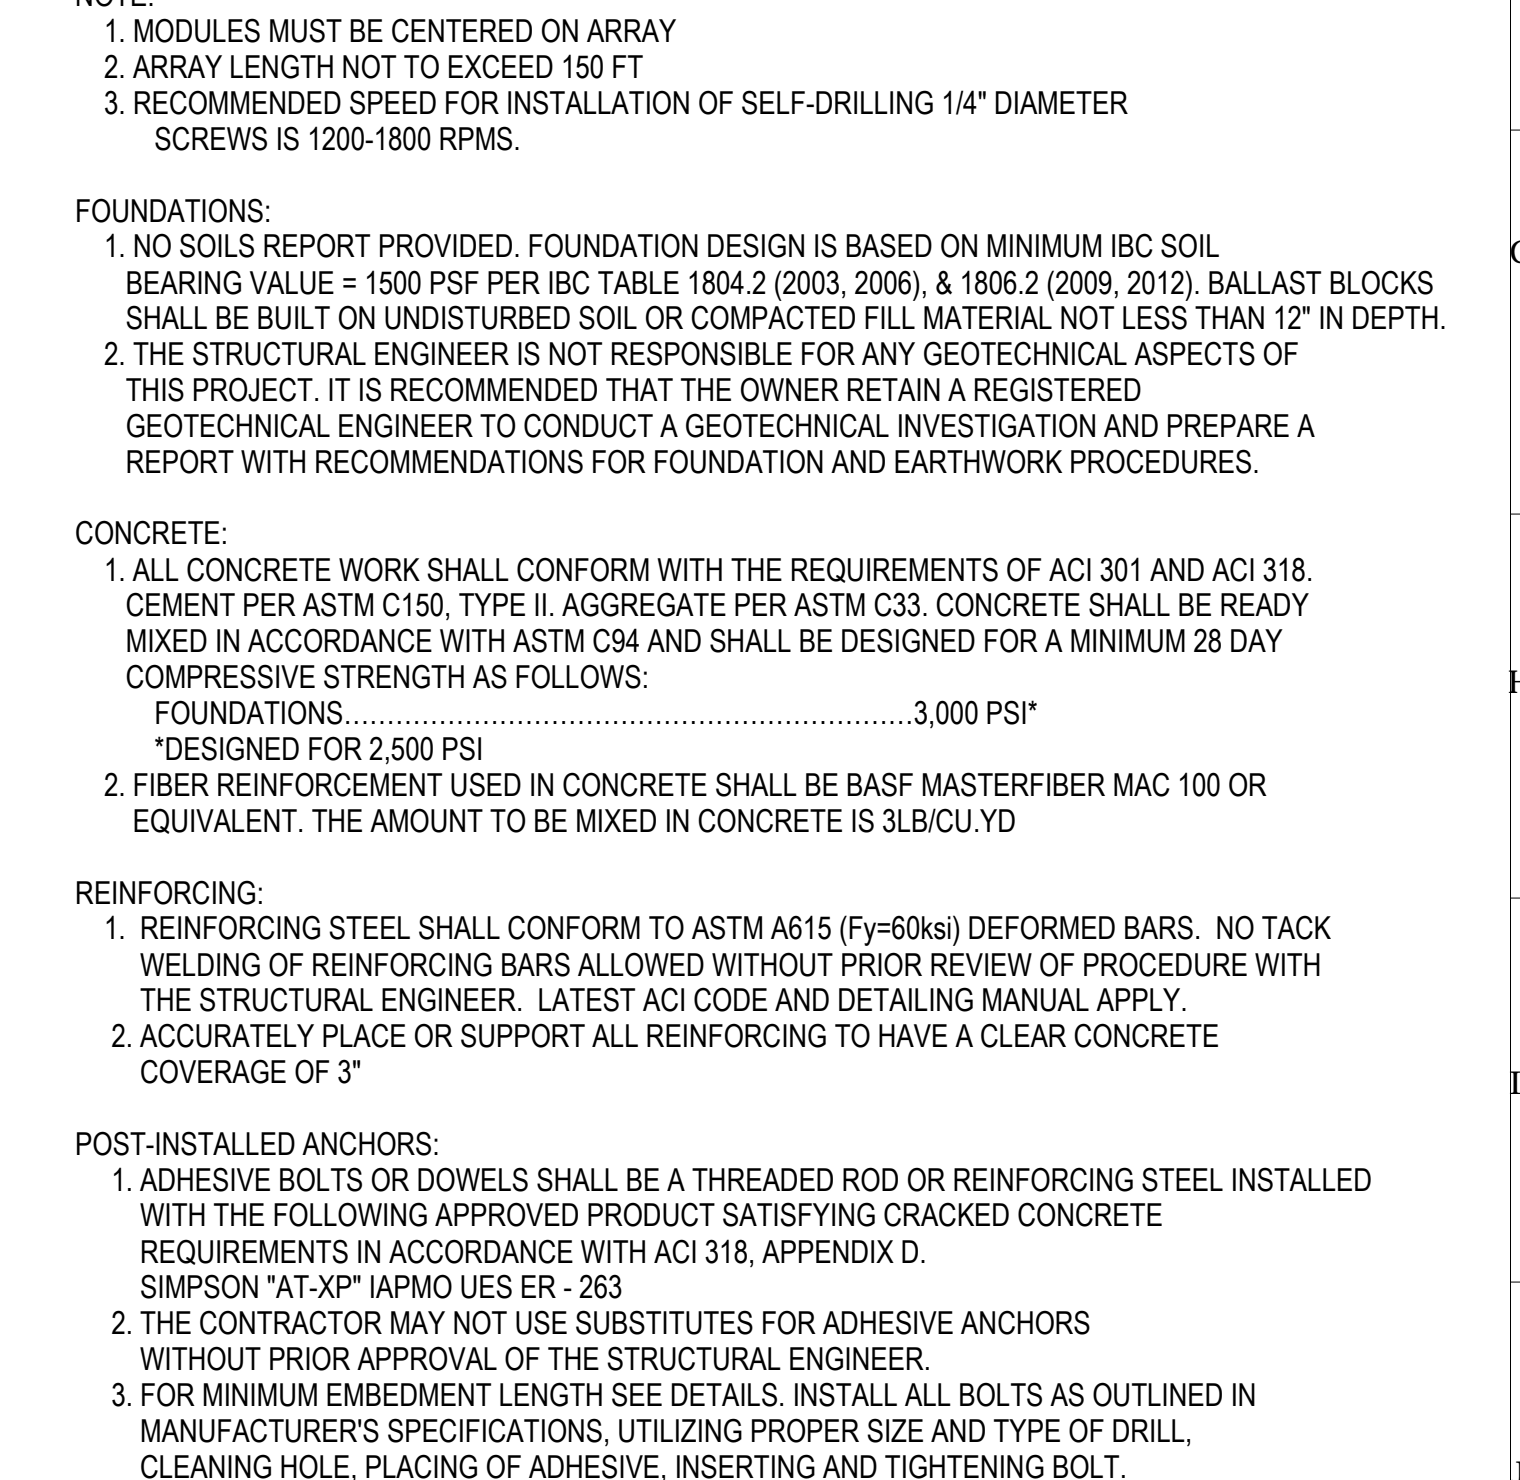 NOTE:
1. MODULES MUST BE CENTERED ON ARRAY
2. ARRAY LENGTH NOT TO EXCEED 150 FT
3. RECOMMENDED SPEED FOR INSTALLATION OF SELF-DRILLING 1/4" DIAMETER
SCREWS IS 1200-1800 RPMS.
FOUNDATIONS:
1. NO SOILS REPORT PROVIDED. FOUNDATION DESIGN IS BASED ON MINIMUM IBC SOIL
BEARING VALUE = 1500 PSF PER IBC TABLE 1804.2 (2003, 2006), & 1806.2 (2009, 2012). BALLAST BLOCKS
SHALL BE BUILT ON UNDISTURBED SOIL OR COMPACTED FILL MATERIAL NOT LESS THAN 12" IN DEPTH.
2. THE STRUCTURAL ENGINEER IS NOT RESPONSIBLE FOR ANY GEOTECHNICAL ASPECTS OF
THIS PROJECT. IT IS RECOMMENDED THAT THE OWNER RETAIN A REGISTERED
GEOTECHNICAL ENGINEER TO CONDUCT A GEOTECHNICAL INVESTIGATION AND PREPARE A
REPORT WITH RECOMMENDATIONS FOR FOUNDATION AND EARTHWORK PROCEDURES.
CONCRETE:
1. ALL CONCRETE WORK SHALL CONFORM WITH THE REQUIREMENTS OF ACI 301 AND ACI 318.
CEMENT PER ASTM C150, TYPE II. AGGREGATE PER ASTM C33. CONCRETE SHALL BE READY
MIXED IN ACCORDANCE WITH ASTM C94 AND SHALL BE DESIGNED FOR A MINIMUM 28 DAY
COMPRESSIVE STRENGTH AS FOLLOWS:
FOUNDATIONS....................................................................3,000 PSI*
*DESIGNED FOR 2,500 PSI
2. FIBER REINFORCEMENT USED IN CONCRETE SHALL BE BASF MASTERFIBER MAC 100 OR
EQUIVALENT. THE AMOUNT TO BE MIXED IN CONCRETE IS 3LB/CU.YD
REINFORCING:
1. REINFORCING STEEL SHALL CONFORM TO ASTM A615 (Fy=60ksi) DEFORMED BARS. NO TACK
WELDING OF REINFORCING BARS ALLOWED WITHOUT PRIOR REVIEW OF PROCEDURE WITH
THE STRUCTURAL ENGINEER. LATEST ACI CODE AND DETAILING MANUAL APPLY.
2. ACCURATELY PLACE OR SUPPORT ALL REINFORCING TO HAVE A CLEAR CONCRETE
COVERAGE OF 3"
POST-INSTALLED ANCHORS:
1. ADHESIVE BOLTS OR DOWELS SHALL BE A THREADED ROD OR REINFORCING STEEL INSTALLED
WITH THE FOLLOWING APPROVED PRODUCT SATISFYING CRACKED CONCRETE
REQUIREMENTS IN ACCORDANCE WITH ACI 318, APPENDIX D.
SIMPSON "AT-XP" IAPMO UES ER - 263
2. THE CONTRACTOR MAY NOT USE SUBSTITUTES FOR ADHESIVE ANCHORS
WITHOUT PRIOR APPROVAL OF THE STRUCTURAL ENGINEER.
3. FOR MINIMUM EMBEDMENT LENGTH SEE DETAILS. INSTALL ALL BOLTS AS OUTLINED IN
MANUFACTURER'S SPECIFICATIONS, UTILIZING PROPER SIZE AND TYPE OF DRILL,
CLEANING HOLE, PLACING OF ADHESIVE, INSERTING AND TIGHTENING BOLT.